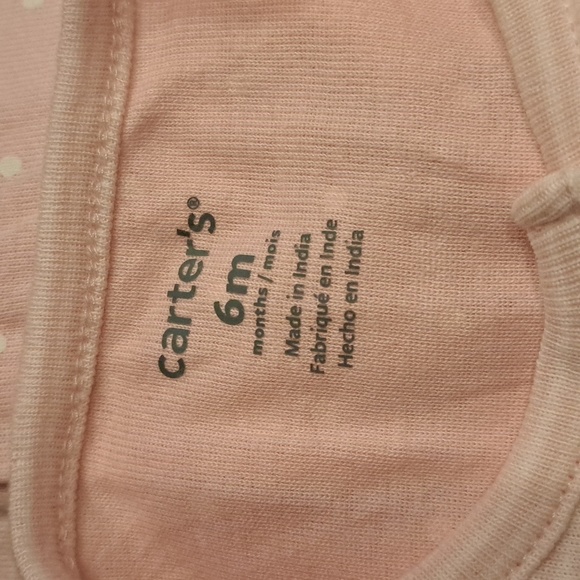 carter's®
6m
months / mois
Made in India
Fabriqué en Inde
Hecho en India